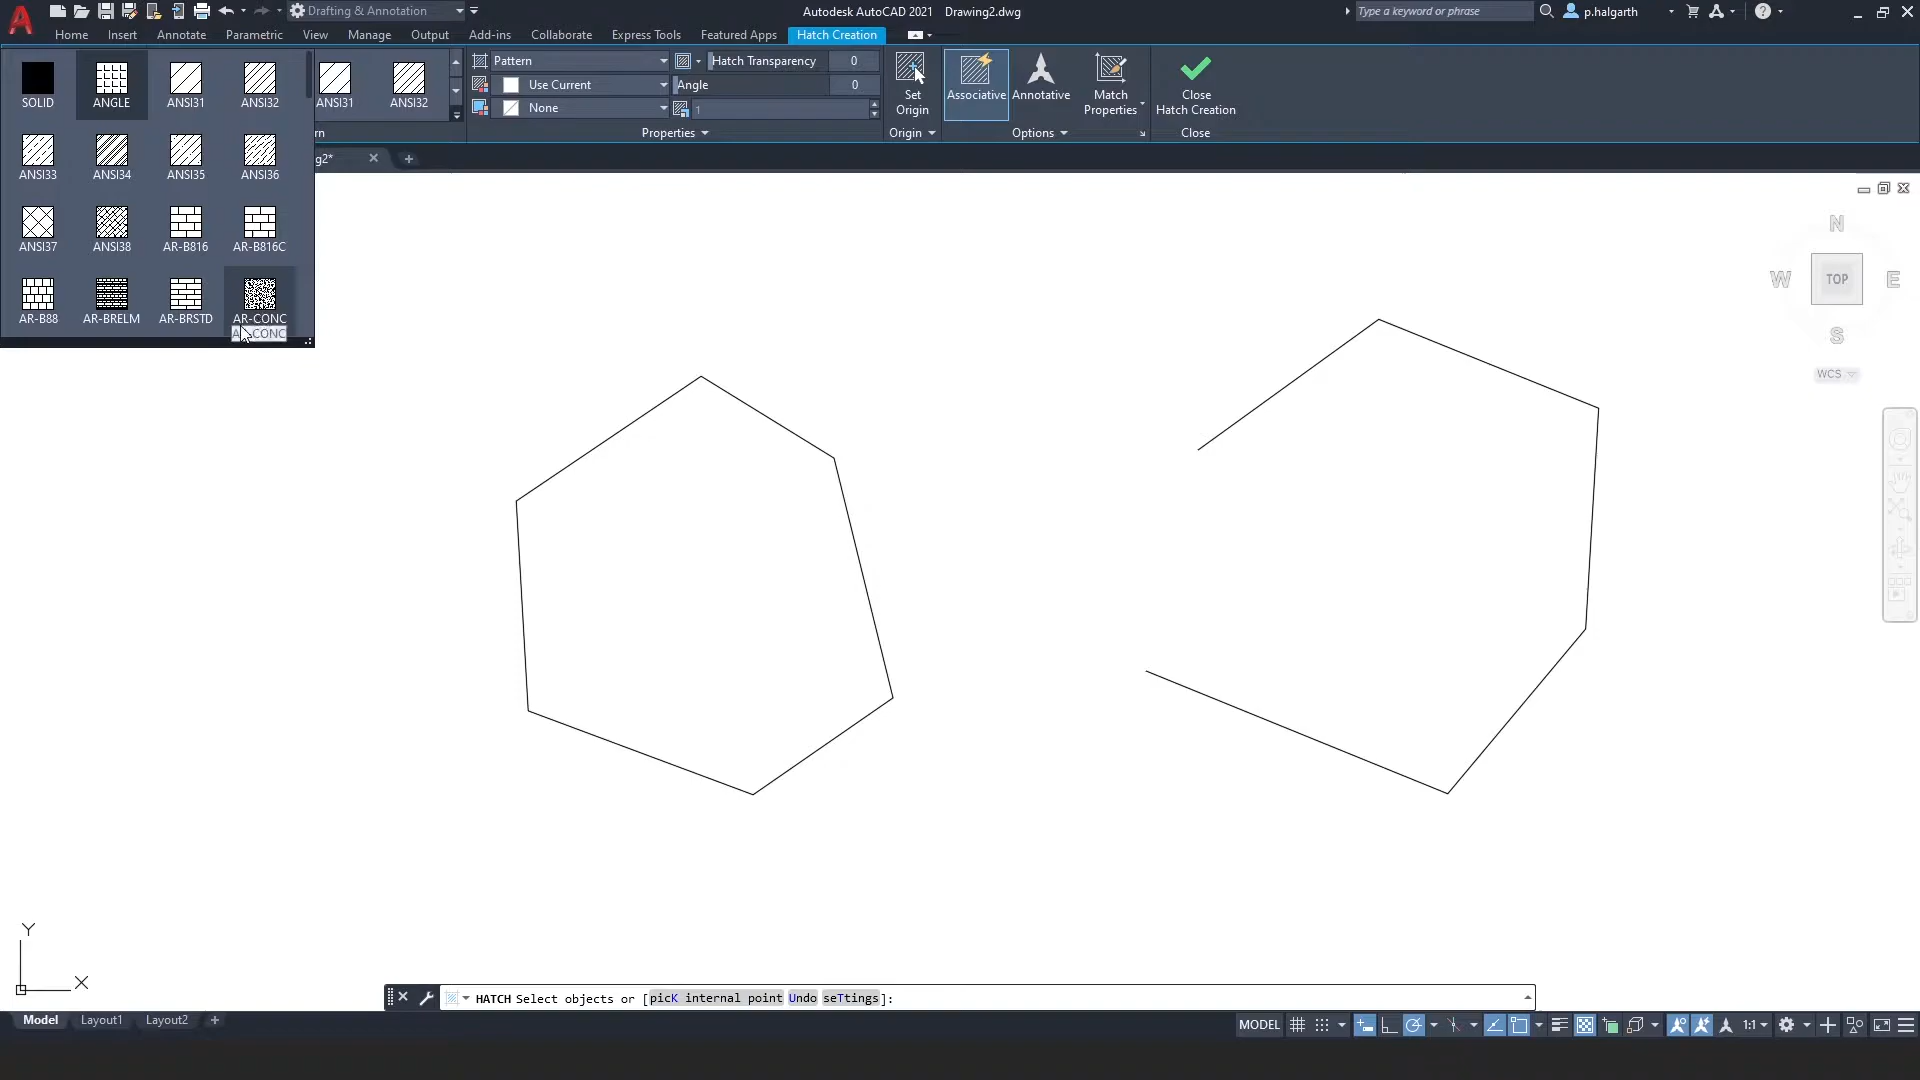 Drafting & Annotation
Autodesk AutoCAD 2021 Drawing2.dwg
Type a keyword or phrase
p.halgarth
Home Insert Annotate Parametric View Manage Output Add-ins Collaborate Express Tools Featured Apps Hatch Creation
SOLID ANGLE ANSI31 ANSI32 ANSI31 ANSI32
Pattern
Use Current
None
Hatch Transparency 0
Angle 0
1
Properties
Set
Origin
Origin
Associative
Annotative
Match
Properties
Options
Close
Hatch Creation
Close
rn
g2*
ANSI33 ANSI34 ANSI35 ANSI36
ANSI37 ANSI38 AR-B816 AR-B816C
AR-B88 AR-BRELM AR-BRSTD AR-CONC
AR-CONC
N
W TOP E
S
WCS
Y
X
HATCH Select objects or [picK internal point Undo seTtings]:
Model Layout1 Layout2 +
MODEL 1:1